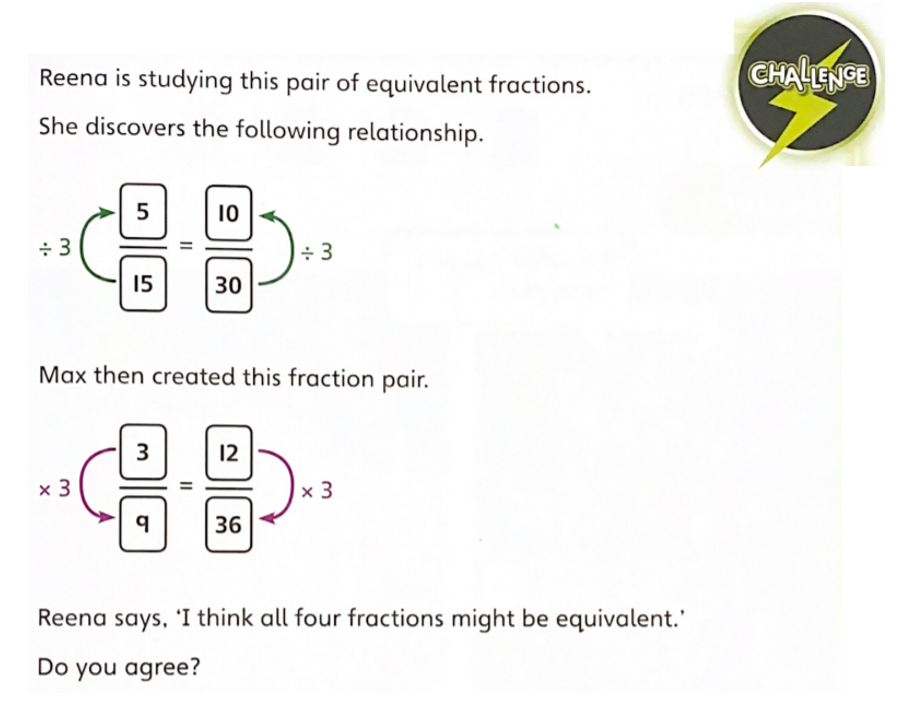 CHALLENGE
Reena is studying this pair of equivalent fractions.
She discovers the following relationship.
5 10
÷ 3 = ÷ 3
15 30
Max then created this fraction pair.
3 12
× 3 = × 3
9 36
Reena says, ‘I think all four fractions might be equivalent.’
Do you agree?